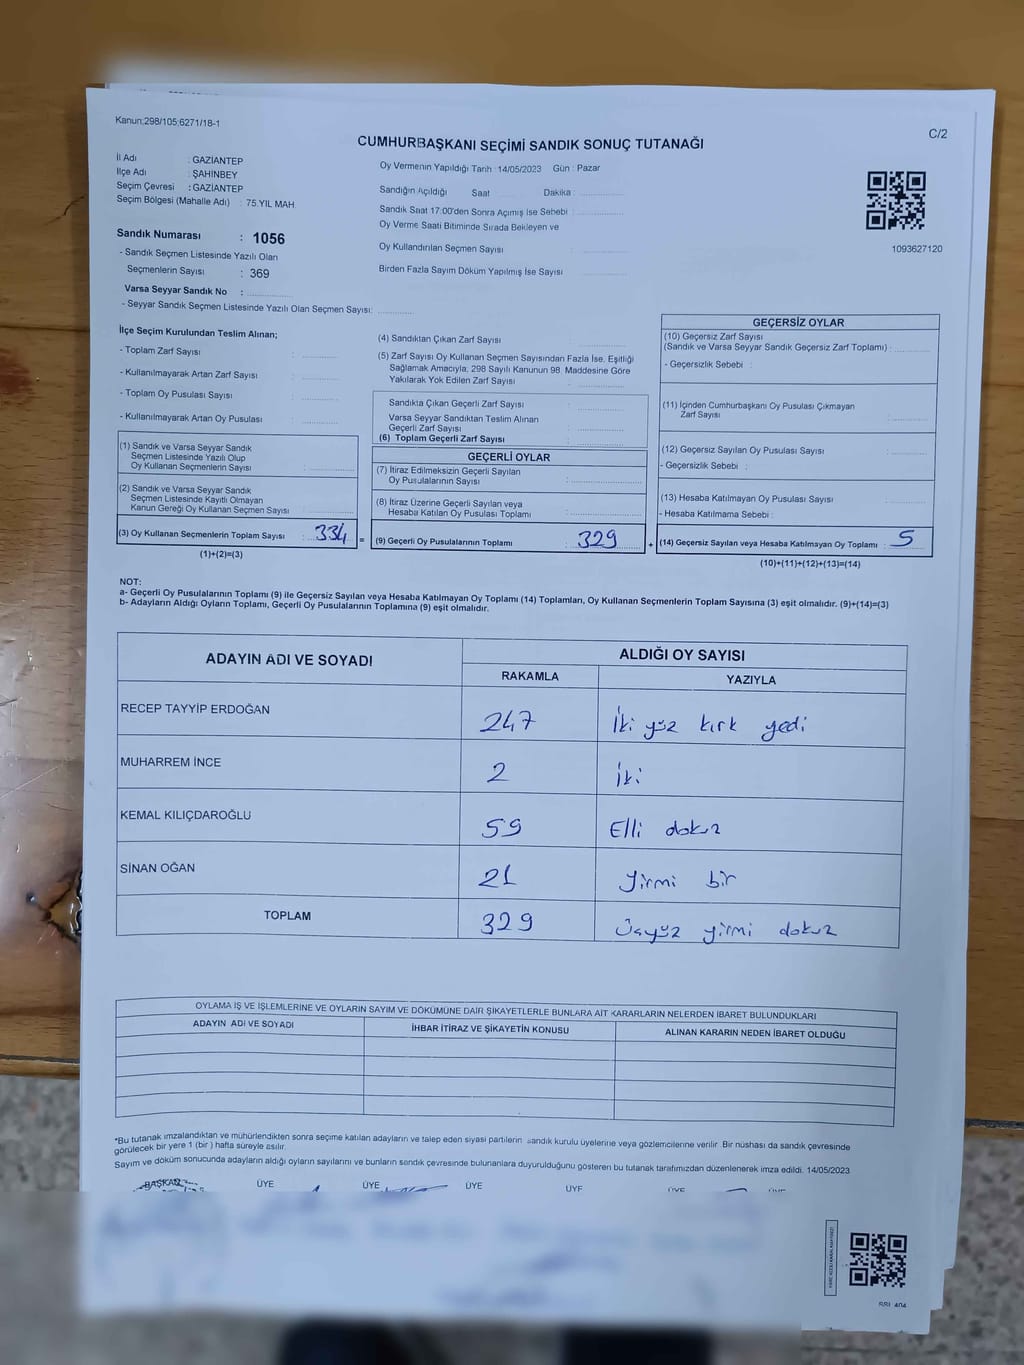 Kanun:298/105;6271/18-1
C/2
CUMHURBAŞKANI SEÇİMİ SANDIK SONUÇ TUTANAĞI
İl Adı : GAZİANTEP
İlçe Adı : ŞAHİNBEY
Seçim Çevresi : GAZİANTEP
Seçim Bölgesi (Mahalle Adı) : 75.YIL MAH.
Sandık Numarası : 1056
- Sandık Seçmen Listesinde Yazılı Olan
Seçmenlerin Sayısı : 369
Varsa Seyyar Sandık No :
- Seyyar Sandık Seçmen Listesinde Yazılı Olan Seçmen Sayısı:
Oy Vermenin Yapıldığı Tarih :14/05/2023 Gün : Pazar
Sandığın Açıldığı Saat Dakika :
Sandık Saat 17:00'den Sonra Açılmış İse Sebebi :
Oy Verme Saati Bitiminde Sırada Bekleyen ve
Oy Kullandırılan Seçmen Sayısı :
Birden Fazla Sayım Döküm Yapılmış İse Sayısı :
1093627120
İlçe Seçim Kurulundan Teslim Alınan;
- Toplam Zarf Sayısı :
- Kullanılmayarak Artan Zarf Sayısı :
- Toplam Oy Pusulası Sayısı :
- Kullanılmayarak Artan Oy Pusulası :
(1) Sandık ve Varsa Seyyar Sandık
Seçmen Listesinde Yazılı Olup
Oy Kullanan Seçmenlerin Sayısı :
(2) Sandık ve Varsa Seyyar Sandık
Seçmen Listesinde Kayıtlı Olmayan
Kanun Gereği Oy Kullanan Seçmen Sayısı :
(3) Oy Kullanan Seçmenlerin Toplam Sayısı : 334 =
(1)+(2)=(3)
(4) Sandıktan Çıkan Zarf Sayısı :
(5) Zarf Sayısı Oy Kullanan Seçmen Sayısından Fazla İse, Eşitliği
Sağlamak Amacıyla, 298 Sayılı Kanunun 98. Maddesine Göre
Yakılarak Yok Edilen Zarf Sayısı :
Sandıkta Çıkan Geçerli Zarf Sayısı :
Varsa Seyyar Sandıktan Teslim Alınan
Geçerli Zarf Sayısı :
(6) Toplam Geçerli Zarf Sayısı :
GEÇERLİ OYLAR
(7) İtiraz Edilmeksizin Geçerli Sayılan
Oy Pusulalarının Sayısı :
(8) İtiraz Üzerine Geçerli Sayılan veya
Hesaba Katılan Oy Pusulası Toplamı :
(9) Geçerli Oy Pusulalarının Toplamı : 329 +
GEÇERSİZ OYLAR
(10) Geçersiz Zarf Sayısı
(Sandık ve Varsa Seyyar Sandık Geçersiz Zarf Toplamı) :
- Geçersizlik Sebebi :
(11) İçinden Cumhurbaşkanı Oy Pusulası Çıkmayan
Zarf Sayısı :
(12) Geçersiz Sayılan Oy Pusulası Sayısı :
- Geçersizlik Sebebi :
(13) Hesaba Katılmayan Oy Pusulası Sayısı :
- Hesaba Katılmama Sebebi :
(14) Geçersiz Sayılan veya Hesaba Katılmayan Oy Toplamı : 5
(10)+(11)+(12)+(13)=(14)
NOT:
a- Geçerli Oy Pusulalarının Toplamı (9) ile Geçersiz Sayılan veya Hesaba Katılmayan Oy Toplamı (14) Toplamları, Oy Kullanan Seçmenlerin Toplam Sayısına (3) eşit olmalıdır. (9)+(14)=(3)
b- Adayların Aldığı Oyların Toplamı, Geçerli Oy Pusulalarının Toplamına (9) eşit olmalıdır.
ADAYIN ADI VE SOYADI ALDIĞI OY SAYISI
RAKAMLA YAZIYLA
RECEP TAYYİP ERDOĞAN 247 İki yüz kırk yedi
MUHARREM İNCE 2 iki
KEMAL KILIÇDAROĞLU 59 Elli dokuz
SİNAN OĞAN 21 Yirmi bir
TOPLAM 329 Üçyüz yirmi dokuz
OYLAMA İŞ VE İŞLEMLERİNE VE OYLARIN SAYIM VE DÖKÜMÜNE DAİR ŞİKAYETLERLE BUNLARA AİT KARARLARIN NELERDEN İBARET BULUNDUKLARI
ADAYIN ADI VE SOYADI İHBAR İTİRAZ VE ŞİKAYETİN KONUSU ALINAN KARARIN NEDEN İBARET OLDUĞU
*Bu tutanak imzalandıktan ve mühürlendikten sonra seçime katılan adayların ve talep eden siyasi partilerin sandık kurulu üyelerine veya gözlemcilerine verilir. Bir nüshası da sandık çevresinde
görülecek bir yere 1 (bir ) hafta süreyle asılır.
Sayım ve döküm sonucunda adayların aldığı oyların sayılarını ve bunların sandık çevresinde bulunanlara duyurulduğunu gösteren bu tutanak tarafımızdan düzenlenerek imza edildi. 14/05/2023
BAŞKAN ÜYE ÜYE ÜYE ÜYE ÜYE ÜYE